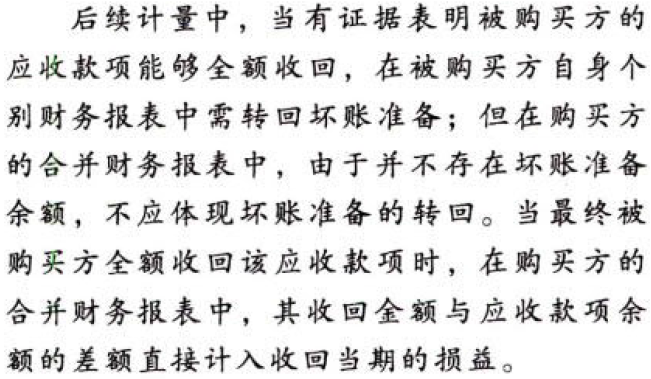 后续计量中，当有证据表明被购买方的
应收款项能够全额收回，在被购买方自身个
别财务报表中需转回坏账准备；但在购买方
的合并财务报表中，由于并不存在坏账准备
余额，不应体现坏账准备的转回。当最终被
购买方全额收回该应收款项时，在购买方的
合并财务报表中，其收回金额与应收款项余
额的差额直接计入收回当期的损益。